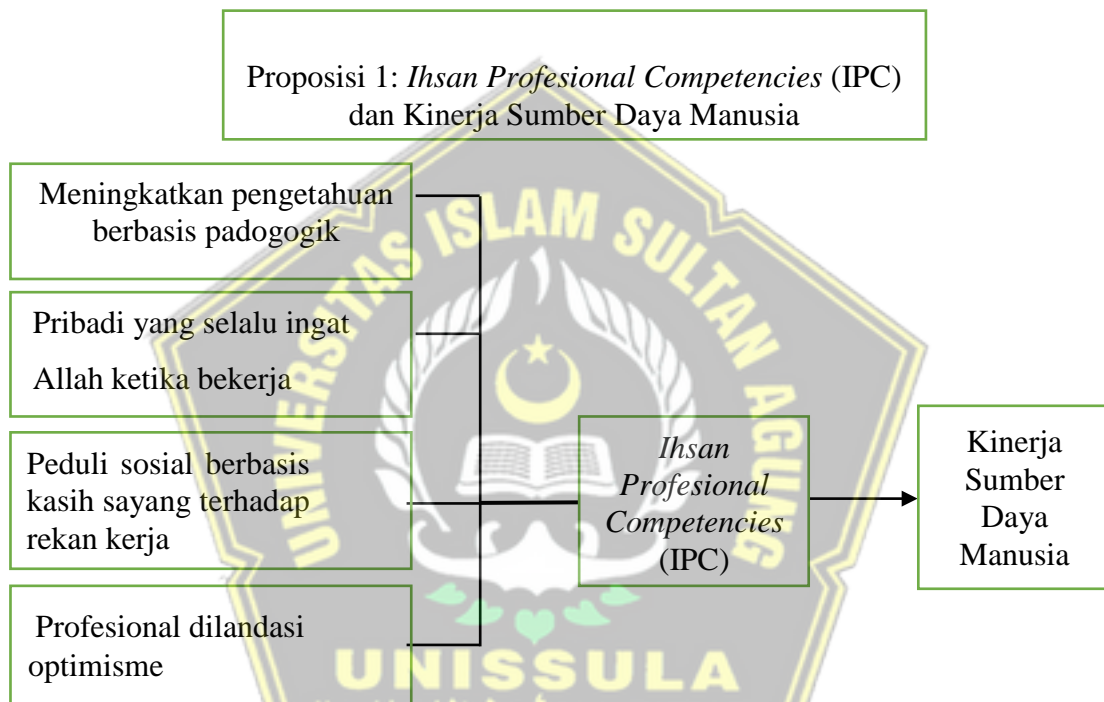 Proposisi 1: Ihsan Profesional Competencies (IPC)
dan Kinerja Sumber Daya Manusia
Meningkatkan pengetahuan
berbasis padogogik
Pribadi yang selalu ingat
Allah ketika bekerja
Peduli sosial berbasis
kasih sayang terhadap
rekan kerja
Profesional dilandasi
optimisme
Ihsan
Profesional
Competencies
(IPC)
Kinerja
Sumber
Daya
Manusia
UNIVERSITAS ISLAM SULTAN AGUNG
UNISSULA